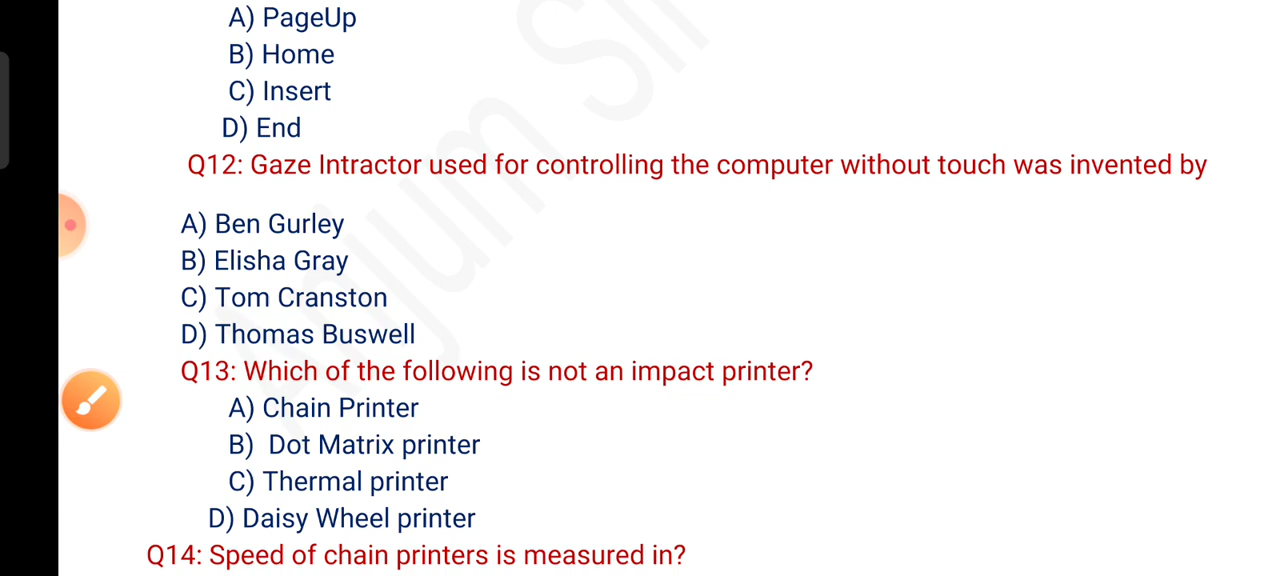 A) PageUp
B) Home
C) Insert
D) End
Q12: Gaze Intractor used for controlling the computer without touch was invented by
A) Ben Gurley
B) Elisha Gray
C) Tom Cranston
D) Thomas Buswell
Q13: Which of the following is not an impact printer?
A) Chain Printer
B) Dot Matrix printer
C) Thermal printer
D) Daisy Wheel printer
Q14: Speed of chain printers is measured in?
Anjum